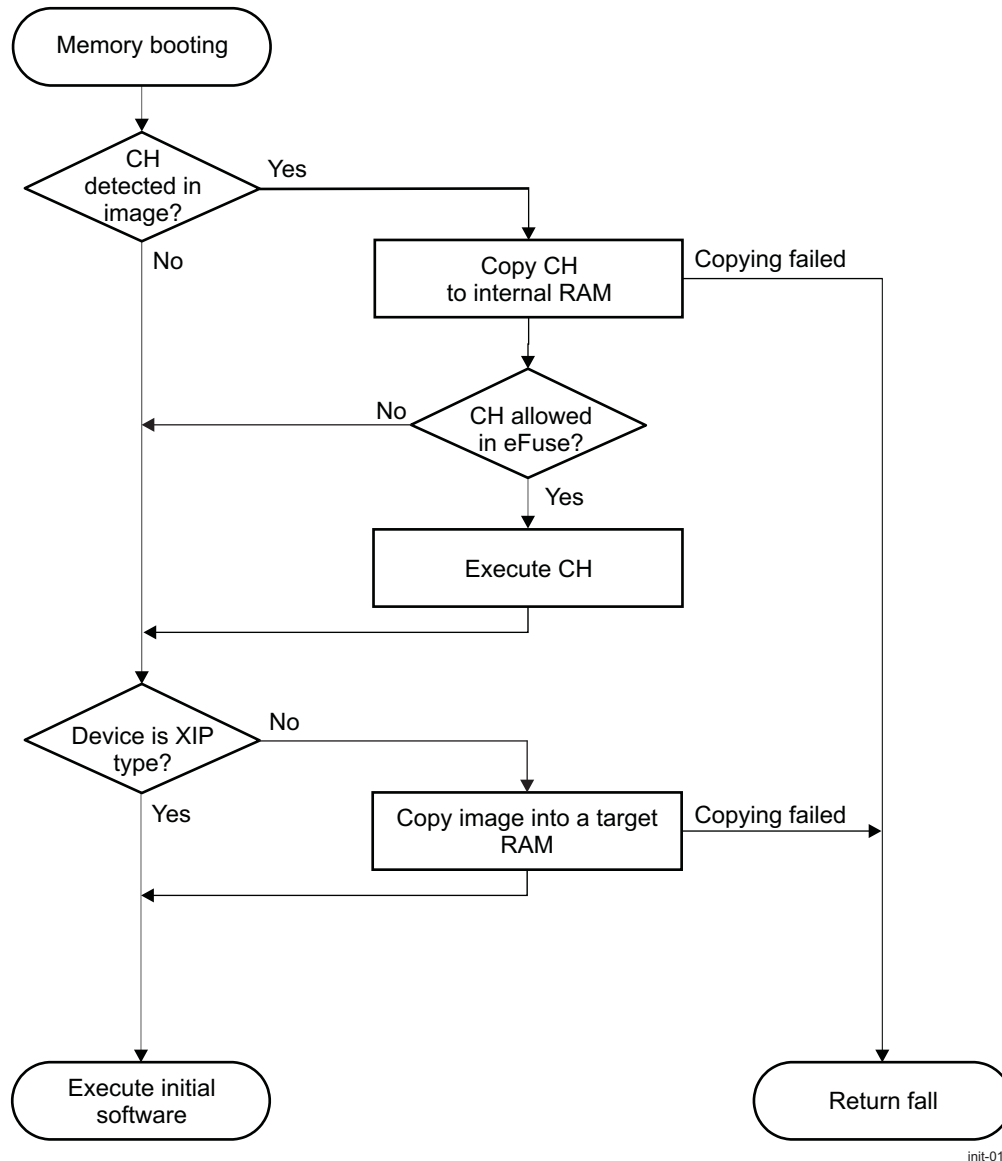 Memory booting
CH
detected in
image?
Yes
No
Copy CH
to internal RAM
Copying failed
No
CH allowed
in eFuse?
Yes
Execute CH
Device is XIP
type?
No
Yes
Copy image into a target
RAM
Copying failed
Execute initial
software
Return fall
init-01